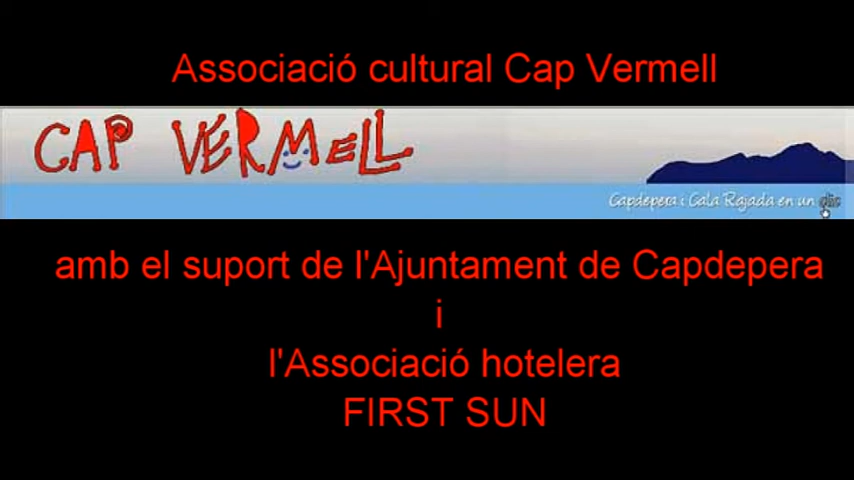 Associació cultural Cap Vermell
CAP VERMELL
Capdepera i Cala Rajada en un clic
amb el suport de l'Ajuntament de Capdepera
i
l'Associació hotelera
FIRST SUN